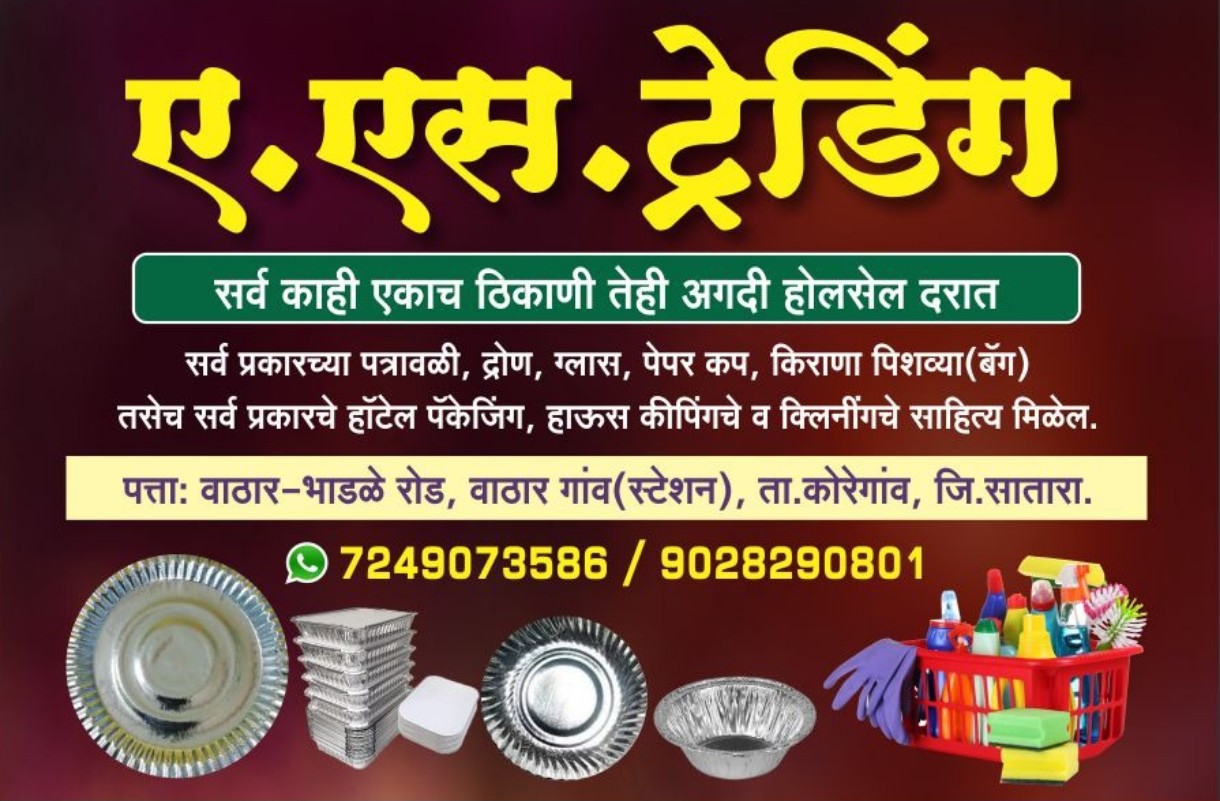 ए.एस.ट्रेडिंग
सर्व काही एकाच ठिकाणी तेही अगदी होलसेल दरात
सर्व प्रकारच्या पत्रावळी, द्रोण, ग्लास, पेपर कप, किराणा पिशव्या(बॅग)
तसेच सर्व प्रकारचे हॉटेल पॅकेजिंग, हाऊस कीपिंगचे व क्लिनींगचे साहित्य मिळेल.
पत्ता: वाठार-भाडळे रोड, वाठार गांव(स्टेशन), ता.कोरेगांव, जि.सातारा.
7249073586 / 9028290801